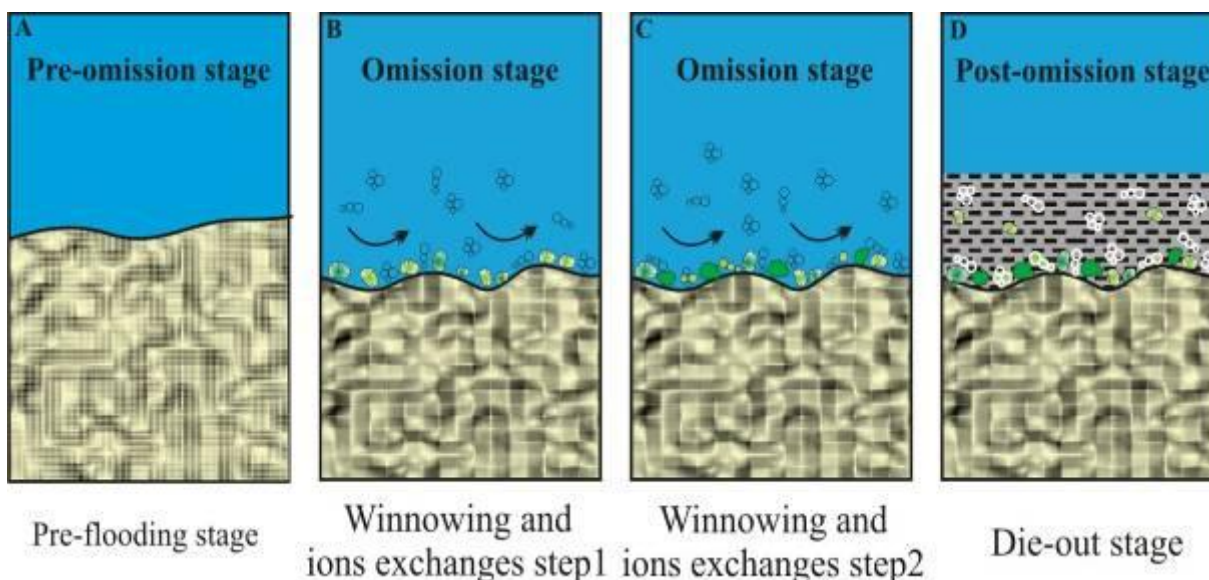 A
Pre-omission stage
B
Omission stage
C
Omission stage
D
Post-omission stage
Pre-flooding stage
Winnowing and
ions exchanges step1
Winnowing and
ions exchanges step2
Die-out stage